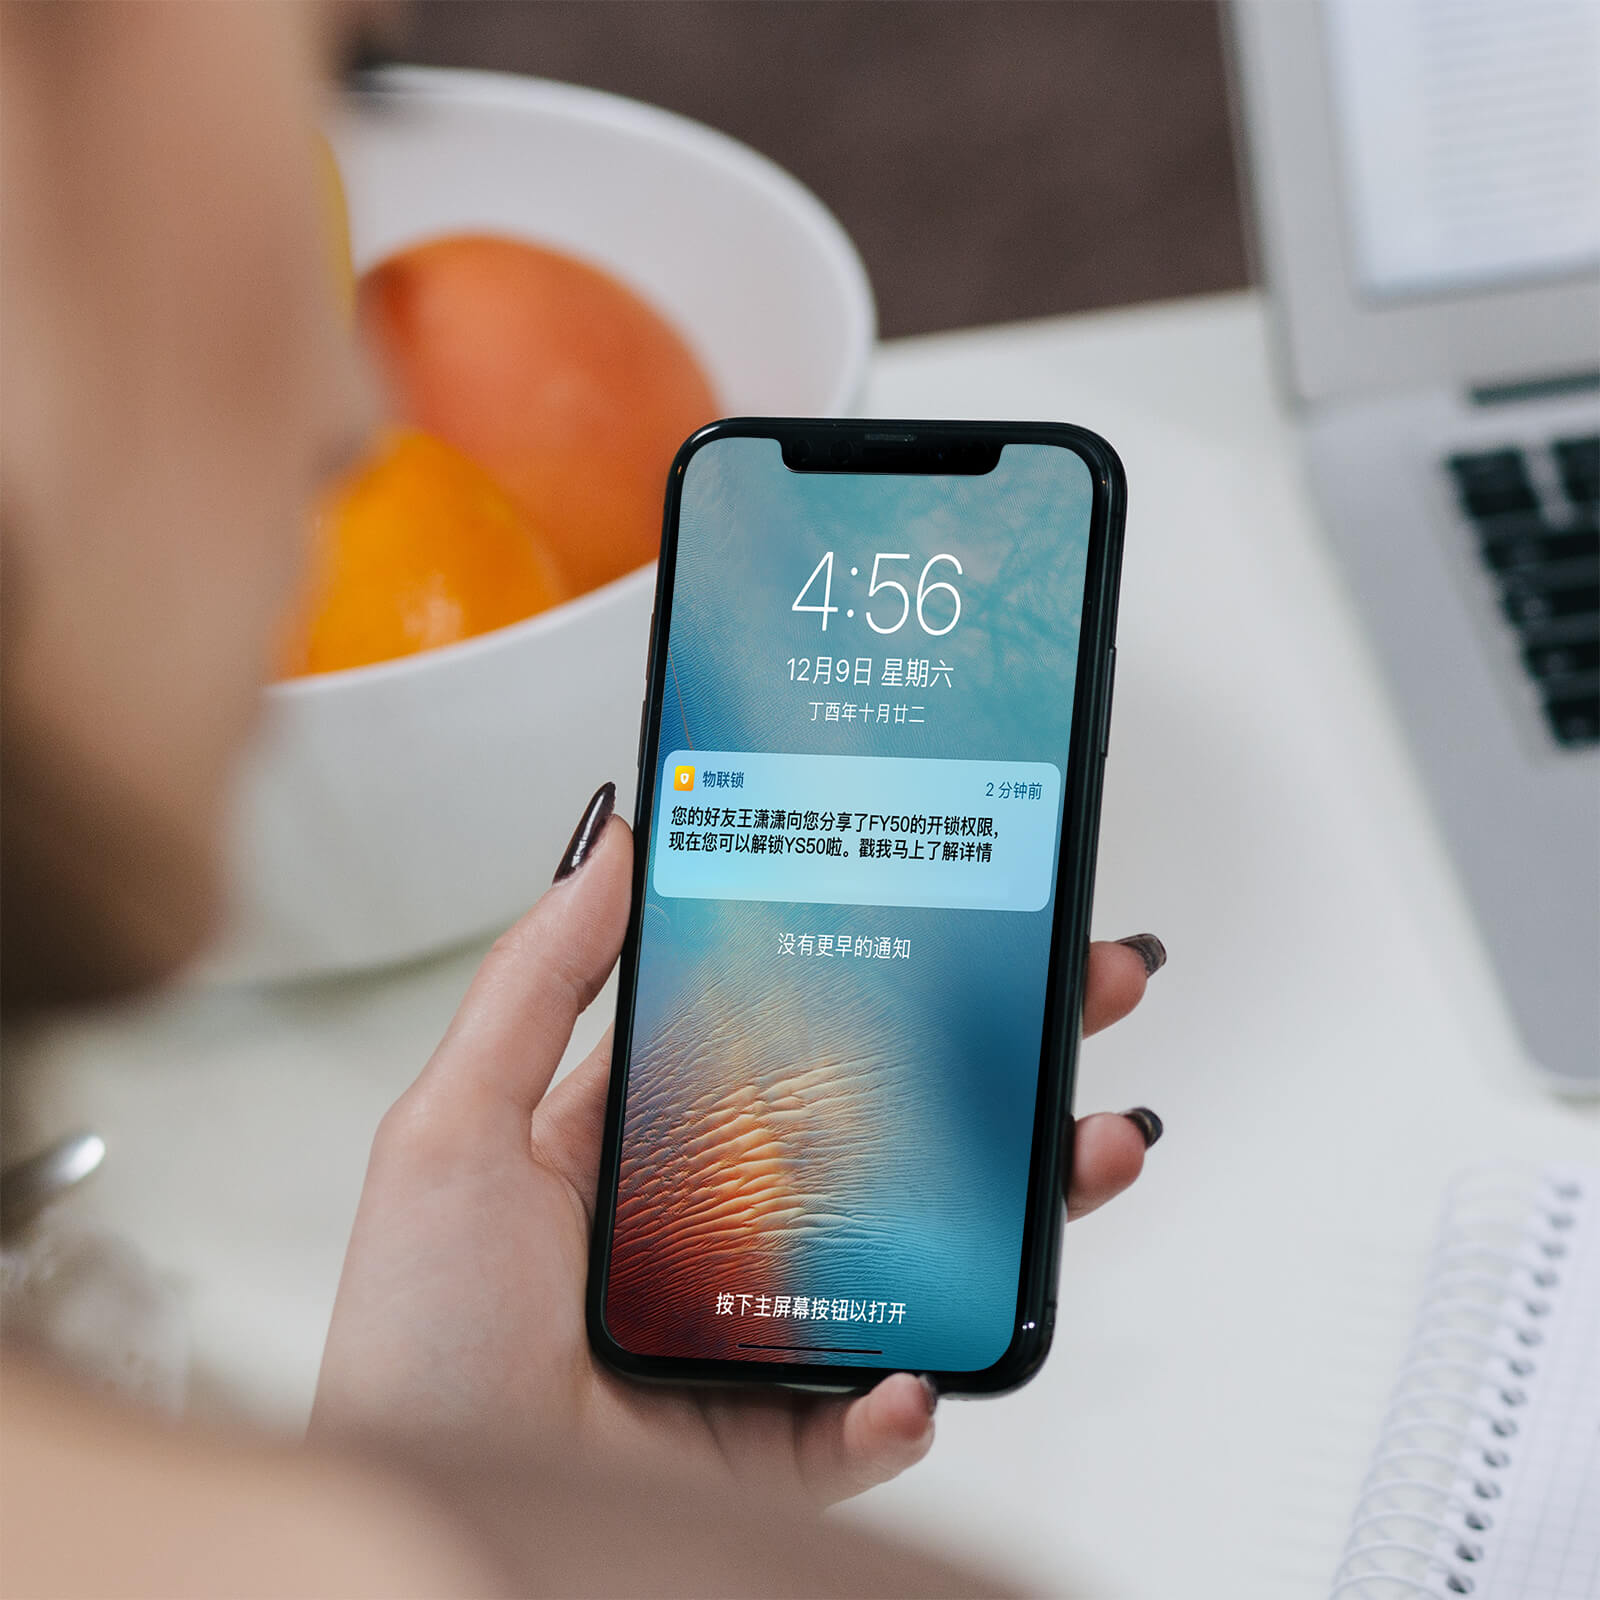 4:56
12月9日 星期六
丁酉年十月廿二
物联锁
2 分钟前
您的好友王潇潇向您分享了FY50的开锁权限,
现在您可以解锁YS50啦。戳我马上了解详情
没有更早的通知
按下主屏幕按钮以打开